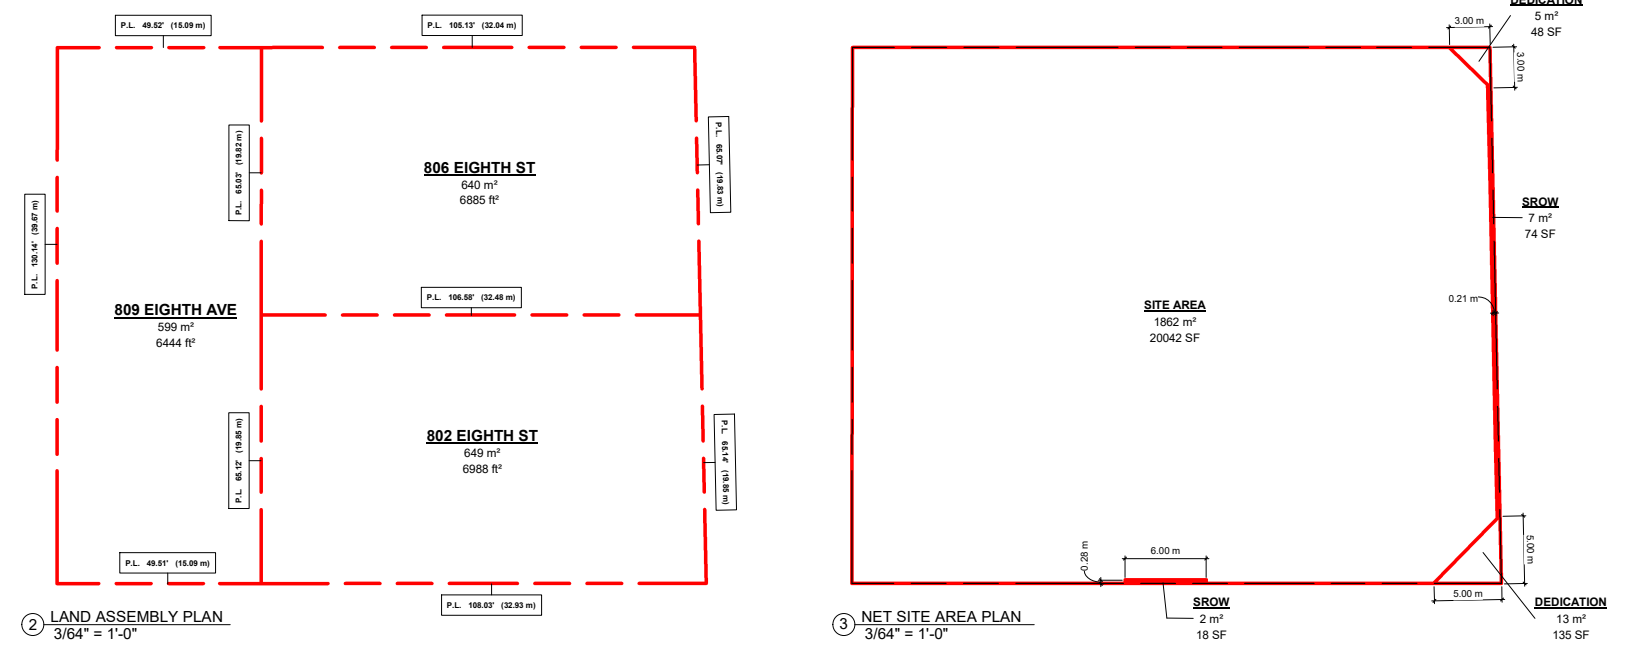 P.L. 49.52' (15.09 m)
P.L. 105.13' (32.04 m)
P.L. 130.14' (39.67 m)
P.L. 65.03' (19.82 m)
P.L. 65.07' (19.83 m)
806 EIGHTH ST
640 m²
6885 ft²
P.L. 106.58' (32.48 m)
809 EIGHTH AVE
599 m²
6444 ft²
802 EIGHTH ST
649 m²
6988 ft²
P.L. 65.12' (19.85 m)
P.L. 65.14' (19.85 m)
P.L. 49.51' (15.09 m)
P.L. 108.03' (32.93 m)
2 LAND ASSEMBLY PLAN
3/64" = 1'-0"
DEDICATION
5 m²
48 SF
3.00 m
3.00 m
SROW
7 m²
74 SF
0.21 m
SITE AREA
1862 m²
20042 SF
0.28 m
6.00 m
5.00 m
5.00 m
SROW
2 m²
18 SF
DEDICATION
13 m²
135 SF
3 NET SITE AREA PLAN
3/64" = 1'-0"